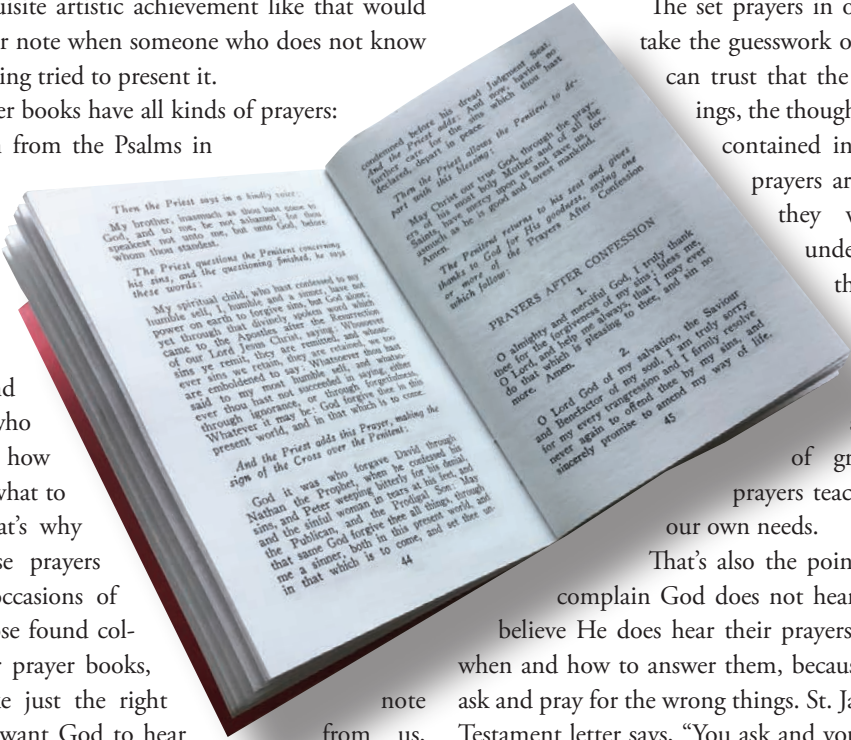 quisite artistic achievement like that would
r note when someone who does not know
ing tried to present it.
er books have all kinds of prayers:
from the Psalms in
nd
who
how
what to
at's why
se prayers
occasions of
ose found col-
r prayer books,
ke just the right
want God to hear
note
from us.
Then the Priest says in a kindly voice:
My brother, inasmuch as thou hast come to
God, and to me, be not ashamed; for thou
speakest not unto me, but unto God, before
whom thou standest.
The Priest questions the Penitent concerning
his sins, and the questioning finished, he says
these words:
My spiritual child, who hast confessed to my
humble self, I, humble and a sinner, have not
power on earth to forgive sins, but God alone;
yet through that divinely spoken word which
came to the Apostles after the Resurrection
of our Lord Jesus Christ, saying: Whosoever
sins ye remit, they are remitted, and whose-
ever sins we retain, they are retained, we too
are emboldened to say: Whatsoever thou hast
said to my most humble self, and whatso-
ever thou hast not succeeded in saying, either
through ignorance, or through forgetfulness,
Whatever it may be: God forgive thee in this
present world, and in that which is to come.
And the Priest adds this Prayer, making the
sign of the Cross over the Penitent:
God it was who forgave David through
Nathan the Prophet, when he confessed his
sins, and Peter weeping bitterly for his denial,
and the sinful woman in tears at his feet, and
the Publican, and the Prodigal Son: May
that same God forgive thee all things, through
me a sinner, both in this present world, and
in that which is to come, and set thee un-
44
condemned before his dread Judgment Seat.
And the Priest adds: And now, having no
further care for the sins which thou hast
declared, depart in peace.
Then the Priest allows the Penitent to de-
part with this blessing:
May Christ our true God, through the pray-
ers of his most holy Mother and of all the
Saints, have mercy upon us and save us, for-
asmuch as he is good and lovest mankind.
Amen.
The Penitent returns to his seat and gives
thanks to God for His goodness, saying one
or more of the Prayers After Confession
which follow:
PRAYERS AFTER CONFESSION
1.
O almighty and merciful God, I truly thank
thee for the forgiveness of my sins; bless me,
O Lord, and help me always, that I may ever
do that which is pleasing to thee, and sin no
more. Amen.
2.
O Lord God of my salvation, the Saviour
and Benefactor of my soul, I am truly sorry
for my every trangression and I firmly resolve
never again to offend thee by my sins, and
sincerely promise to amend my way of life.
45
The set prayers in o
take the guesswork o
can trust that the
ings, the though
contained in
prayers ar
they w
unde
th
of gr
prayers teac
our own needs.
That's also the poin
complain God does not hear
believe He does hear their prayers
when and how to answer them, becaus
ask and pray for the wrong things. St. Ja
Testament letter says, "You ask and you